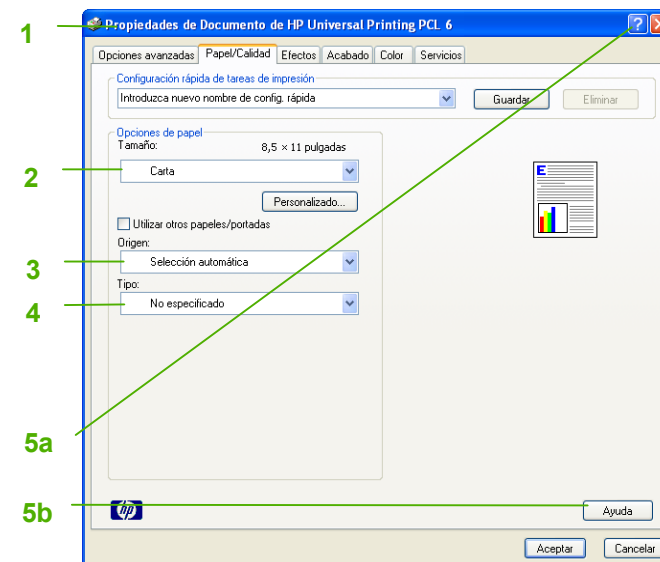 1
Propiedades de Documento de HP Universal Printing PCL 6
Opciones avanzadas Papel/Calidad Efectos Acabado Color Servicios
Configuración rápida de tareas de impresión
Introduzca nuevo nombre de config. rápida Guardar Eliminar
Opciones de papel
Tamaño: 8,5 × 11 pulgadas
2 Carta
E
Personalizado...
Utilizar otros papeles/portadas
Origen:
3 Selección automática
Tipo:
4 No especificado
5a
5b hp Ayuda
Aceptar Cancelar